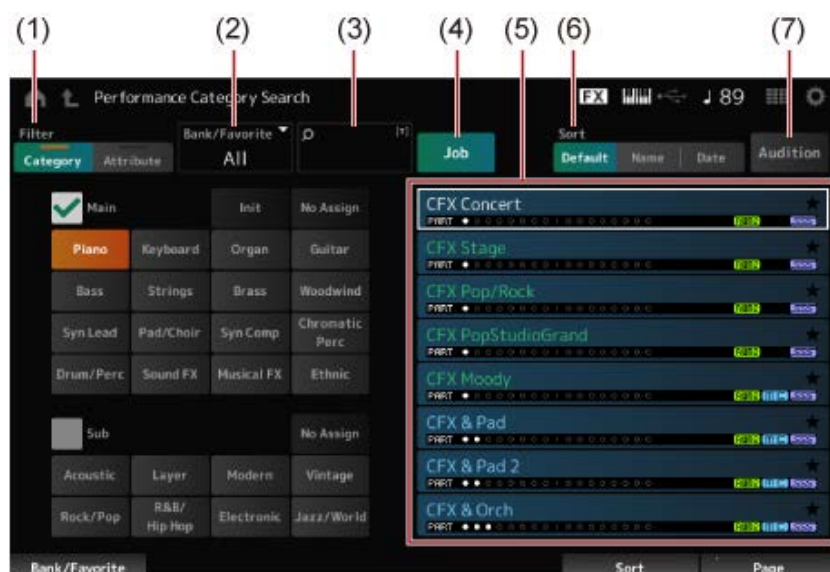 (1) (2) (3) (4) (5) (6) (7)
Performance Category Search FX 89
Filter Bank/Favorite Sort
Category Attribute All Job Default Name Date Audition
Main Init No Assign
Piano Keyboard Organ Guitar
Bass Strings Brass Woodwind
Syn Lead Pad/Choir Syn Comp Chromatic Perc
Drum/Perc Sound FX Musical FX Ethnic
Sub No Assign
Acoustic Layer Modern Vintage
Rock/Pop R&B/ Hip Hop Electronic Jazz/World
CFX Concert
PART
CFX Stage
PART
CFX Pop/Rock
PART
CFX PopStudioGrand
PART
CFX Moody
PART
CFX & Pad
PART
CFX & Pad 2
PART
CFX & Orch
PART
Bank/Favorite Sort Page